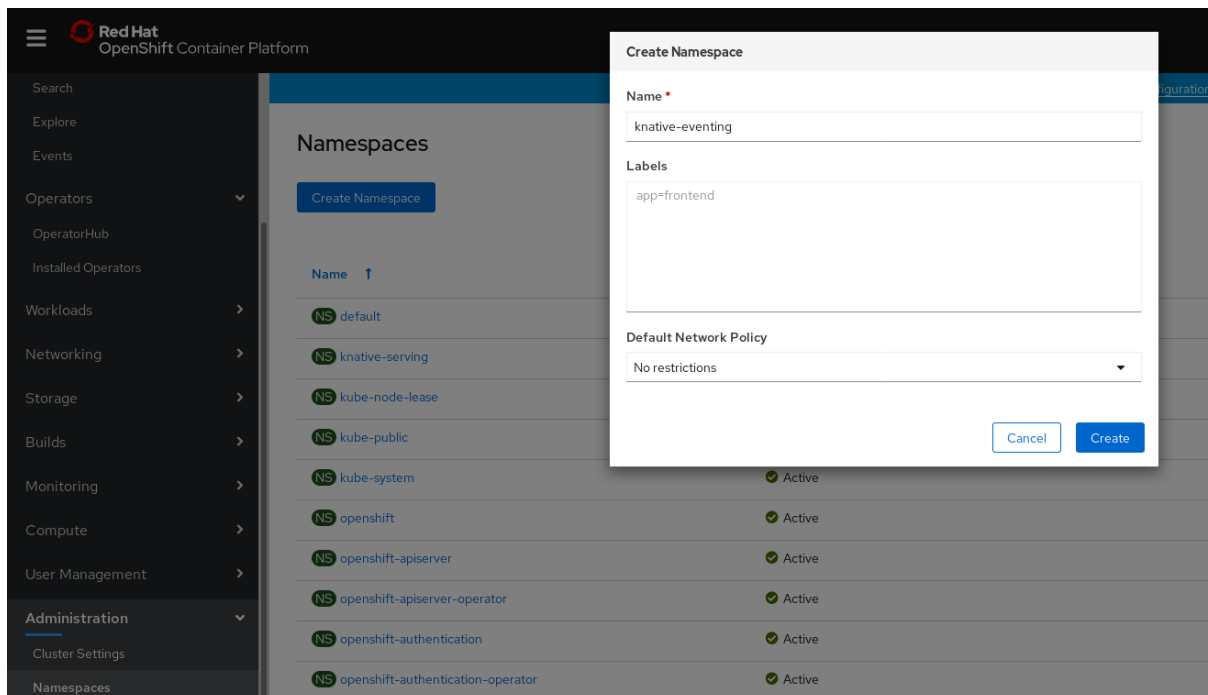 Red Hat
OpenShift Container Platform
Search
Explore
Events
Operators
OperatorHub
Installed Operators
Workloads
Networking
Storage
Builds
Monitoring
Compute
User Management
Administration
Cluster Settings
Namespaces
Namespaces
Create Namespace
Name
NS default
NS knative-serving
NS kube-node-lease
NS kube-public
NS kube-system Active
NS openshift Active
NS openshift-apiserver Active
NS openshift-apiserver-operator Active
NS openshift-authentication Active
NS openshift-authentication-operator Active
Create Namespace
Name *
knative-eventing
Labels
app=frontend
Default Network Policy
No restrictions
Cancel Create